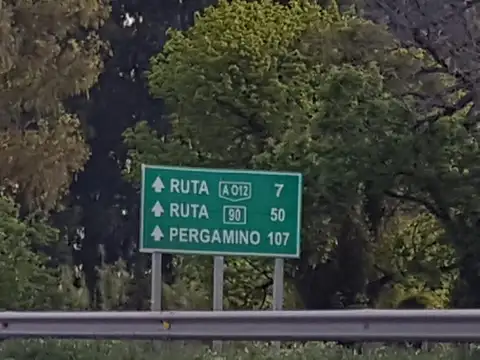 RUTA A012 7
RUTA 90 50
PERGAMINO 107